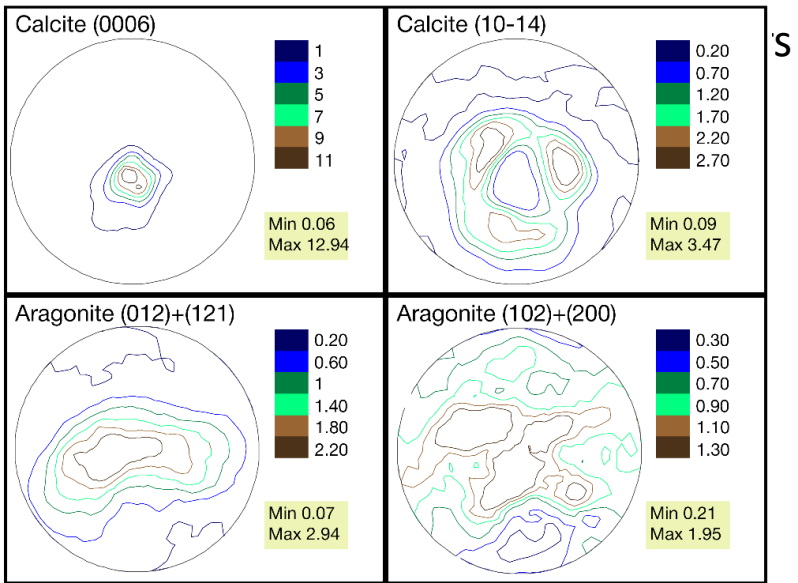 Calcite (0006)
1
3
5
7
9
11
Min 0.06
Max 12.94
Calcite (10-14)
0.20
0.70
1.20
1.70
2.20
2.70
Min 0.09
Max 3.47
Aragonite (012)+(121)
0.20
0.60
1
1.40
1.80
2.20
Min 0.07
Max 2.94
Aragonite (102)+(200)
0.30
0.50
0.70
0.90
1.10
1.30
Min 0.21
Max 1.95